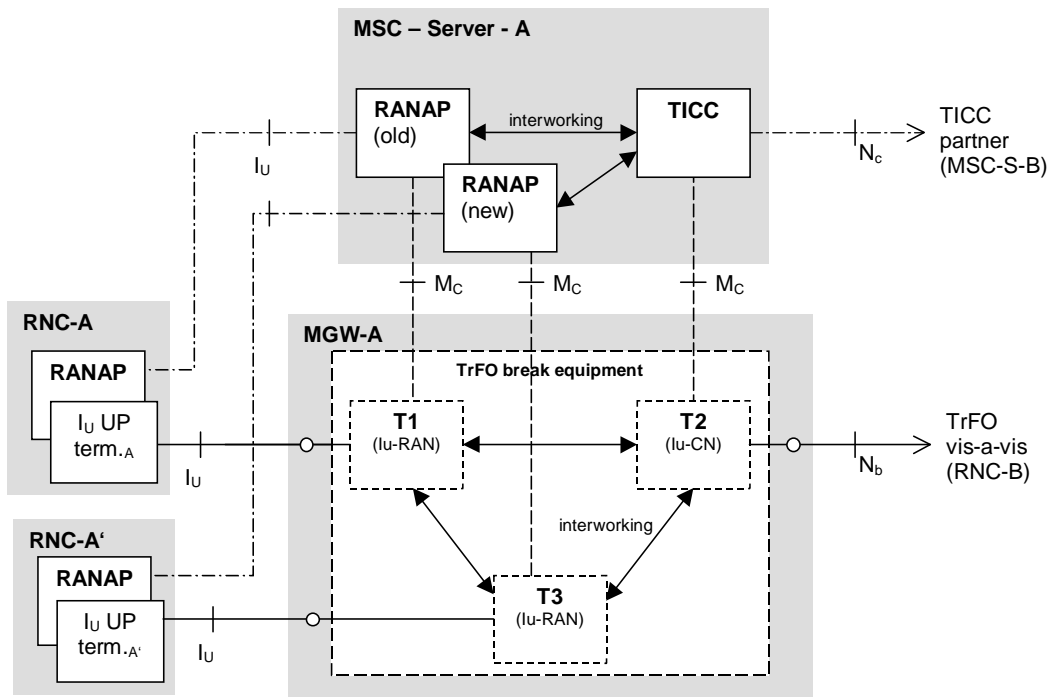 MSC – Server - A
RANAP
(old)
interworking
TICC
TICC
partner
(MSC-S-B)
IU
Nc
RANAP
(new)
IU
MC
MC
MC
RNC-A
MGW-A
RANAP
TrFO break equipment
IU UP
term.A
T1
(Iu-RAN)
T2
(Iu-CN)
TrFO
vis-a-vis
(RNC-B)
IU
Nb
interworking
RNC-A‘
RANAP
IU UP
term.A‘
T3
(Iu-RAN)
IU